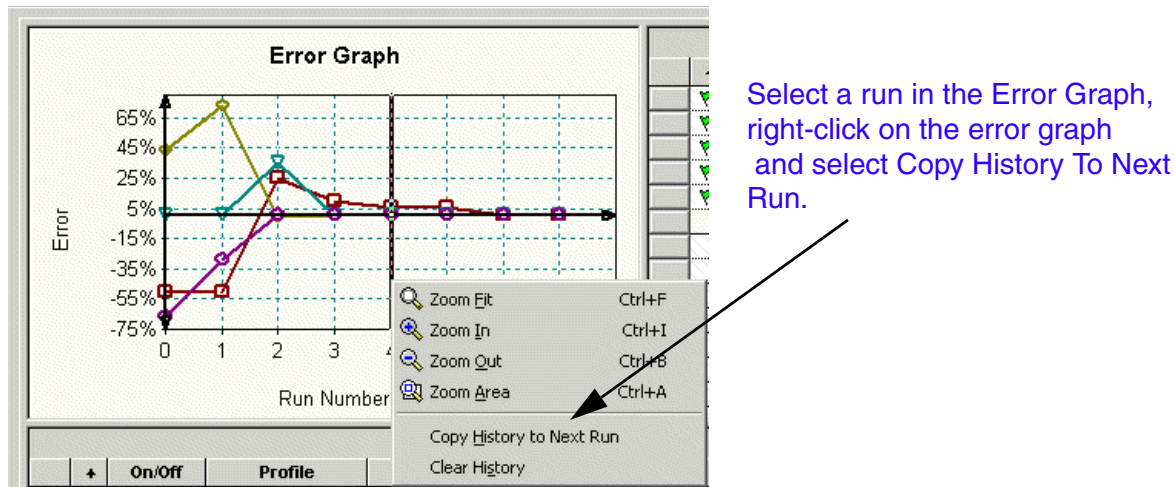 Error Graph
Select a run in the Error Graph,
right-click on the error graph
and select Copy History To Next
Run.
65%
45%
25%
5%
-15%
-35%
-55%
-75%
Error
0 1 2 3 4
Run Number
Zoom Fit Ctrl+F
Zoom In Ctrl+I
Zoom Out Ctrl+B
Zoom Area Ctrl+A
Copy History to Next Run
Clear History
+ On/Off Profile